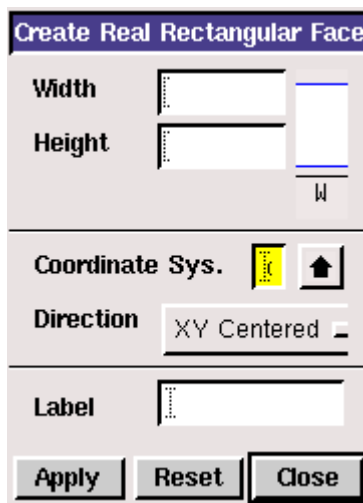 Create Real Rectangular Face
Width
Height
W
Coordinate Sys.
Direction
XY Centered
Label
Apply
Reset
Close